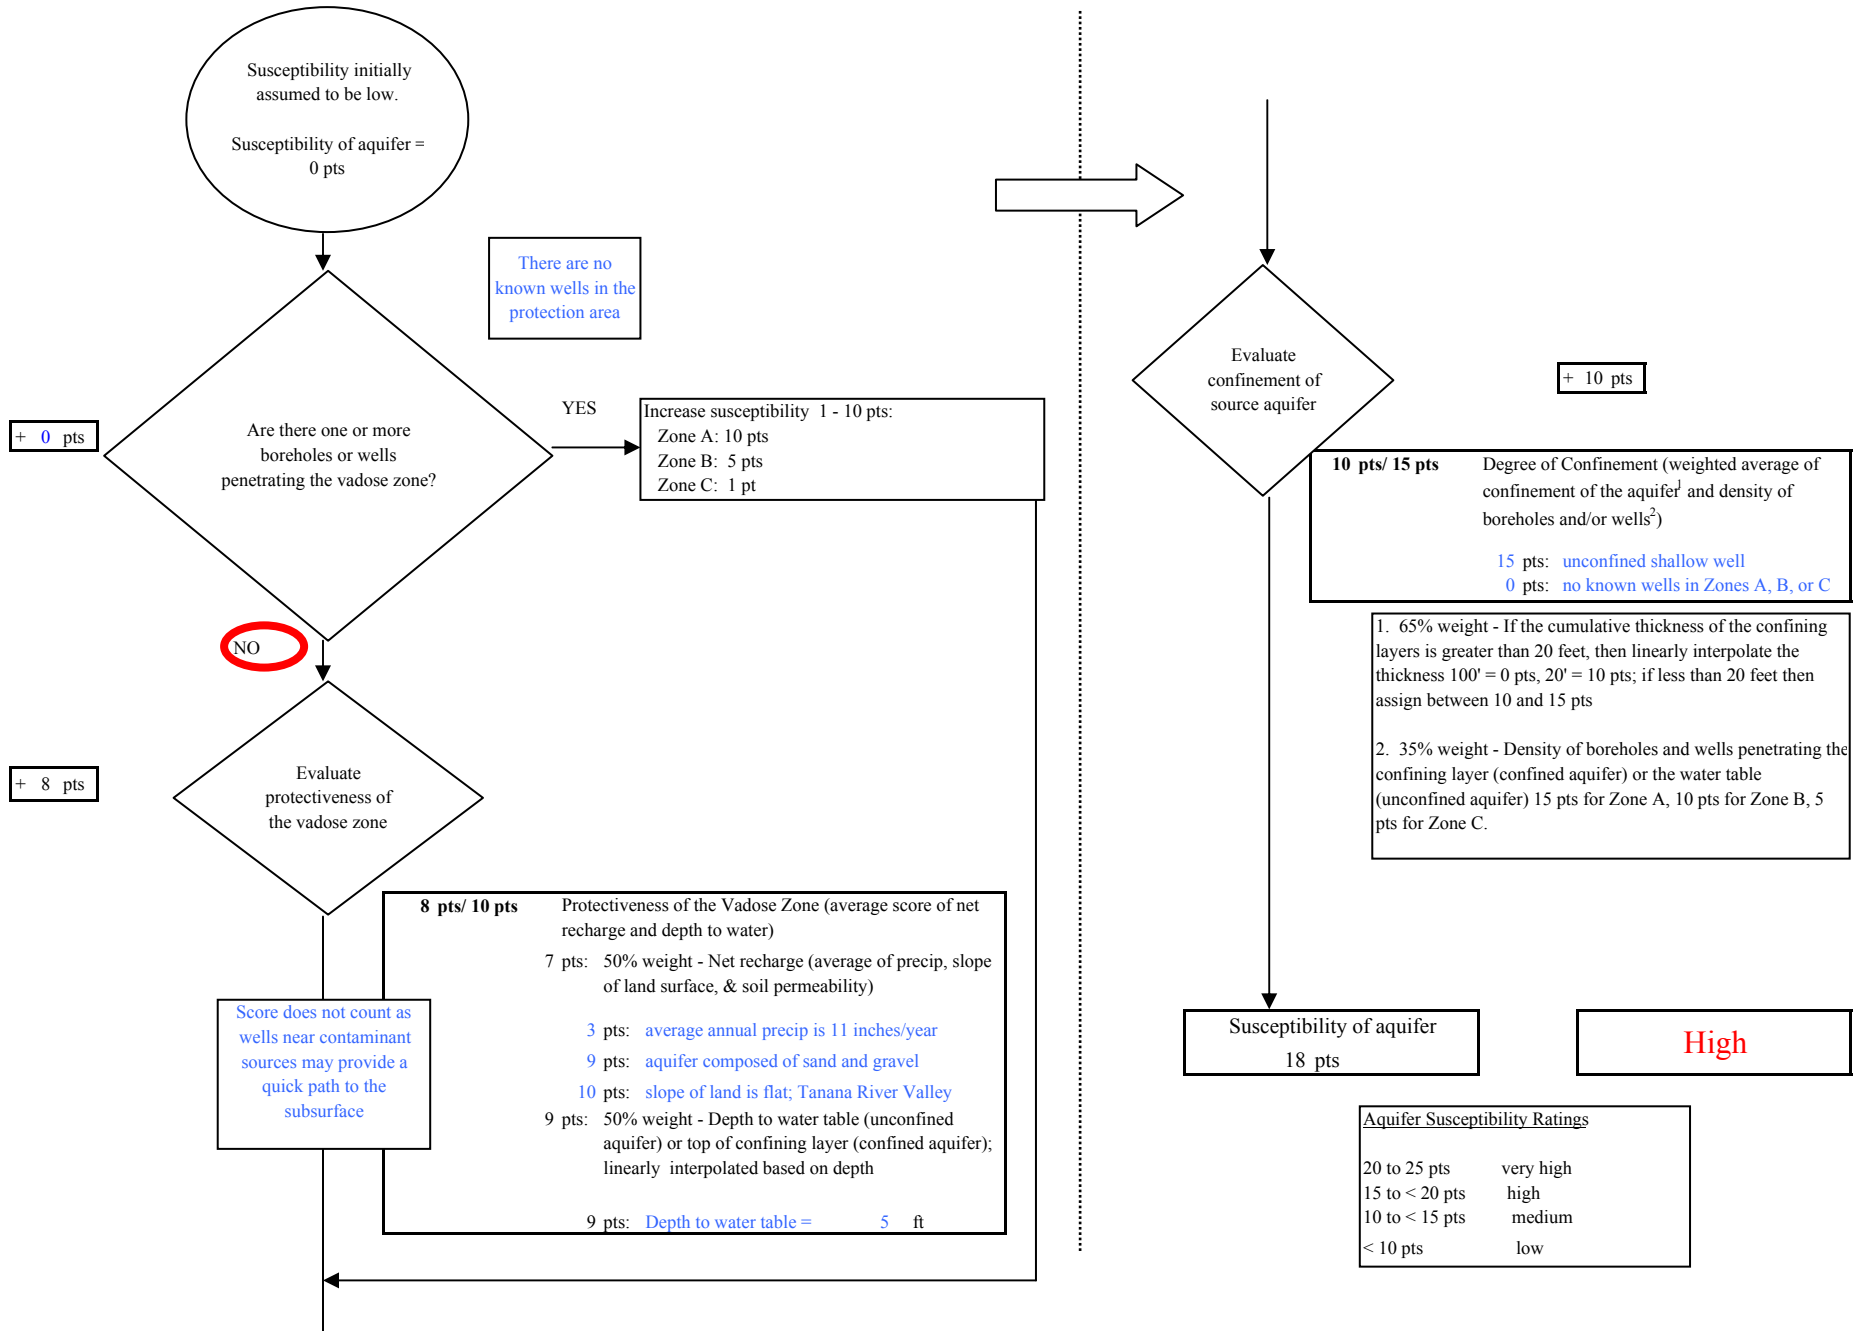 Susceptibility initially
assumed to be low.
Susceptibility of aquifer =
0 pts
There are no
known wells in the
protection area
+ 0 pts
Are there one or more
boreholes or wells
penetrating the vadose zone?
YES
Increase susceptibility 1 - 10 pts:
Zone A: 10 pts
Zone B: 5 pts
Zone C: 1 pt
NO
+ 8 pts
Evaluate
protectiveness of
the vadose zone
8 pts/ 10 pts Protectiveness of the Vadose Zone (average score of net
recharge and depth to water)
7 pts: 50% weight - Net recharge (average of precip, slope
of land surface, & soil permeability)
3 pts: average annual precip is 11 inches/year
9 pts: aquifer composed of sand and gravel
10 pts: slope of land is flat; Tanana River Valley
9 pts: 50% weight - Depth to water table (unconfined
aquifer) or top of confining layer (confined aquifer);
linearly interpolated based on depth
9 pts: Depth to water table = 5 ft
Score does not count as
wells near contaminant
sources may provide a
quick path to the
subsurface
Evaluate
confinement of
source aquifer
+ 10 pts
10 pts/ 15 pts Degree of Confinement (weighted average of
confinement of the aquifer1 and density of
boreholes and/or wells2)
15 pts: unconfined shallow well
0 pts: no known wells in Zones A, B, or C
1. 65% weight - If the cumulative thickness of the confining
layers is greater than 20 feet, then linearly interpolate the
thickness 100' = 0 pts, 20' = 10 pts; if less than 20 feet then
assign between 10 and 15 pts
2. 35% weight - Density of boreholes and wells penetrating the
confining layer (confined aquifer) or the water table
(unconfined aquifer) 15 pts for Zone A, 10 pts for Zone B, 5
pts for Zone C.
Susceptibility of aquifer
18 pts
High
Aquifer Susceptibility Ratings
20 to 25 pts very high
15 to < 20 pts high
10 to < 15 pts medium
< 10 pts low